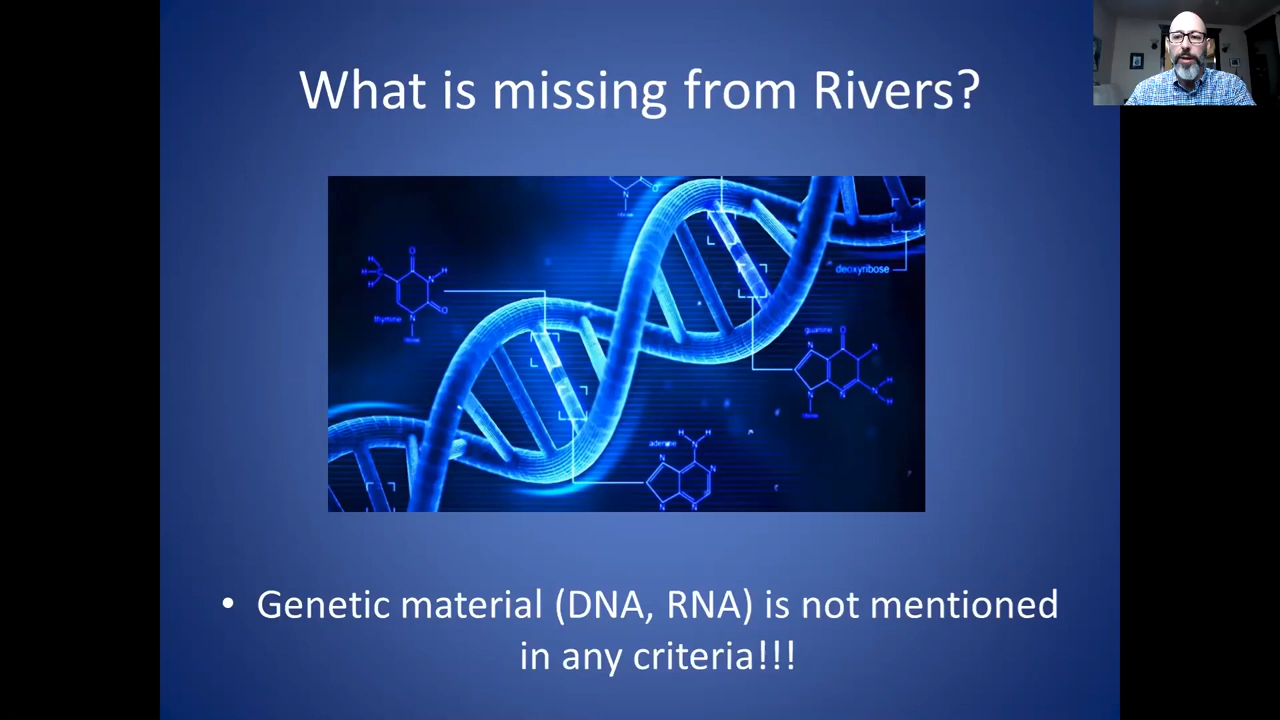 What is missing from Rivers?
deoxyribose
thymine
guanine
adenine
• Genetic material (DNA, RNA) is not mentioned
in any criteria!!!